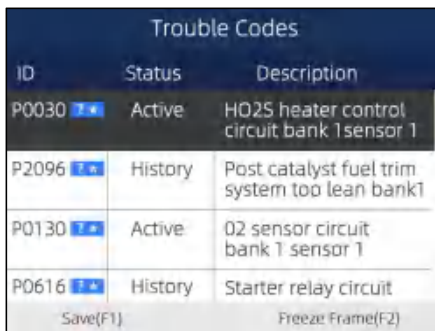 Trouble Codes
ID Status Description
P0030 ? ★ Active HO2S heater control
circuit bank 1sensor 1
P2096 ? ★ History Post catalyst fuel trim
system too lean bank1
P0130 ? ★ Active 02 sensor circuit
bank 1 sensor 1
P0616 ? ★ History Starter relay circuit
Save(F1) Freeze Frame(F2)